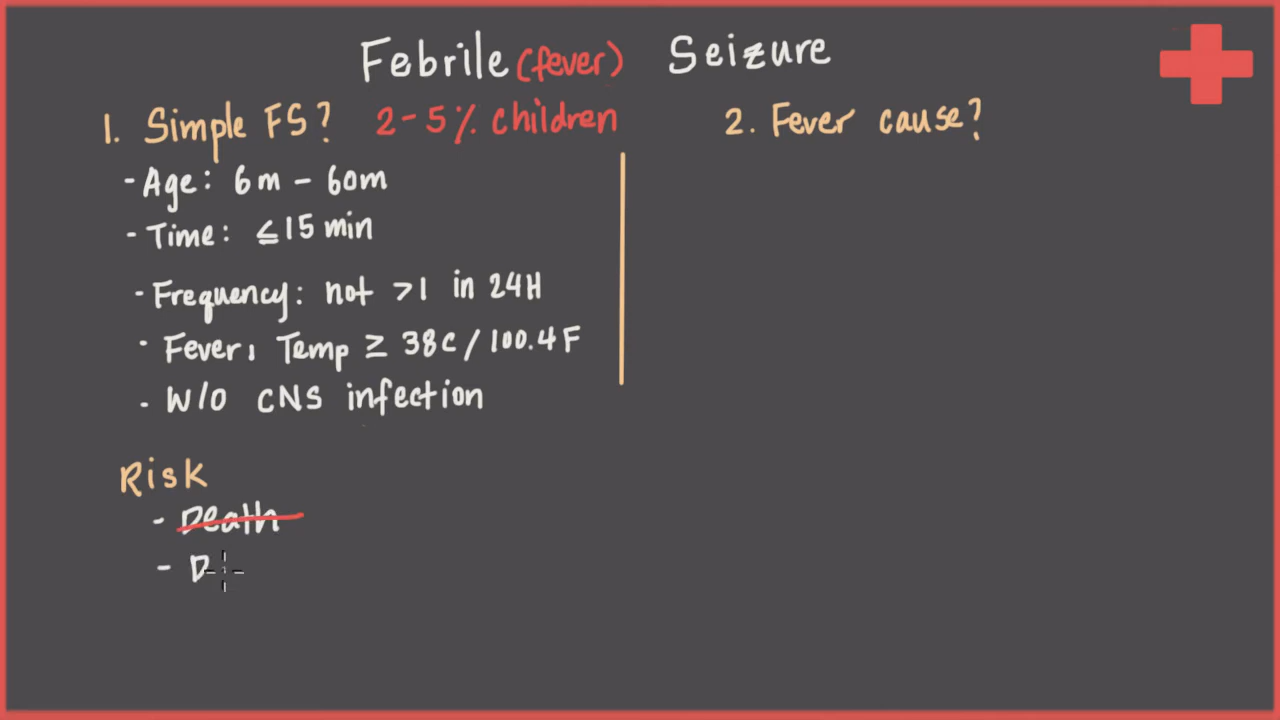 Febrile (fever) Seizure
1. Simple FS? 2-5% children
- Age: 6m - 60m
- Time: ≤15 min
- Frequency: not >1 in 24H
- Fever: Temp ≥ 38C / 100.4F
- W/O CNS infection
Risk
- Death
- D
2. Fever cause?